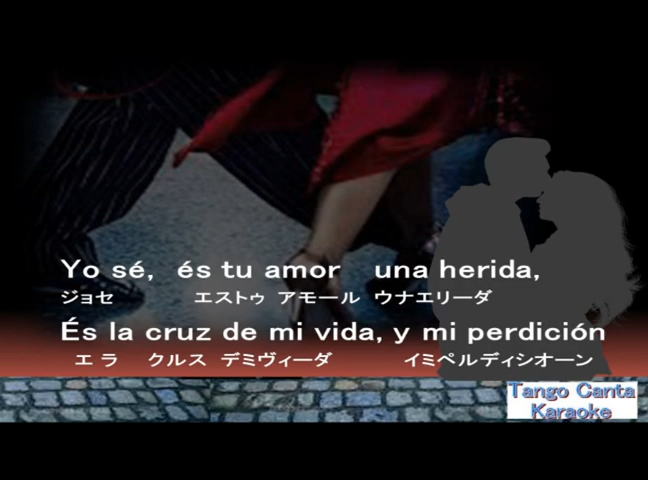 Yo sé, és tu amor una herida,
ジョセ エストゥ アモール ウナエリーダ
És la cruz de mi vida, y mi perdición
エ ラ クルス デミヴィーダ イミペルディシオーン
Tango Canta
Karaoke